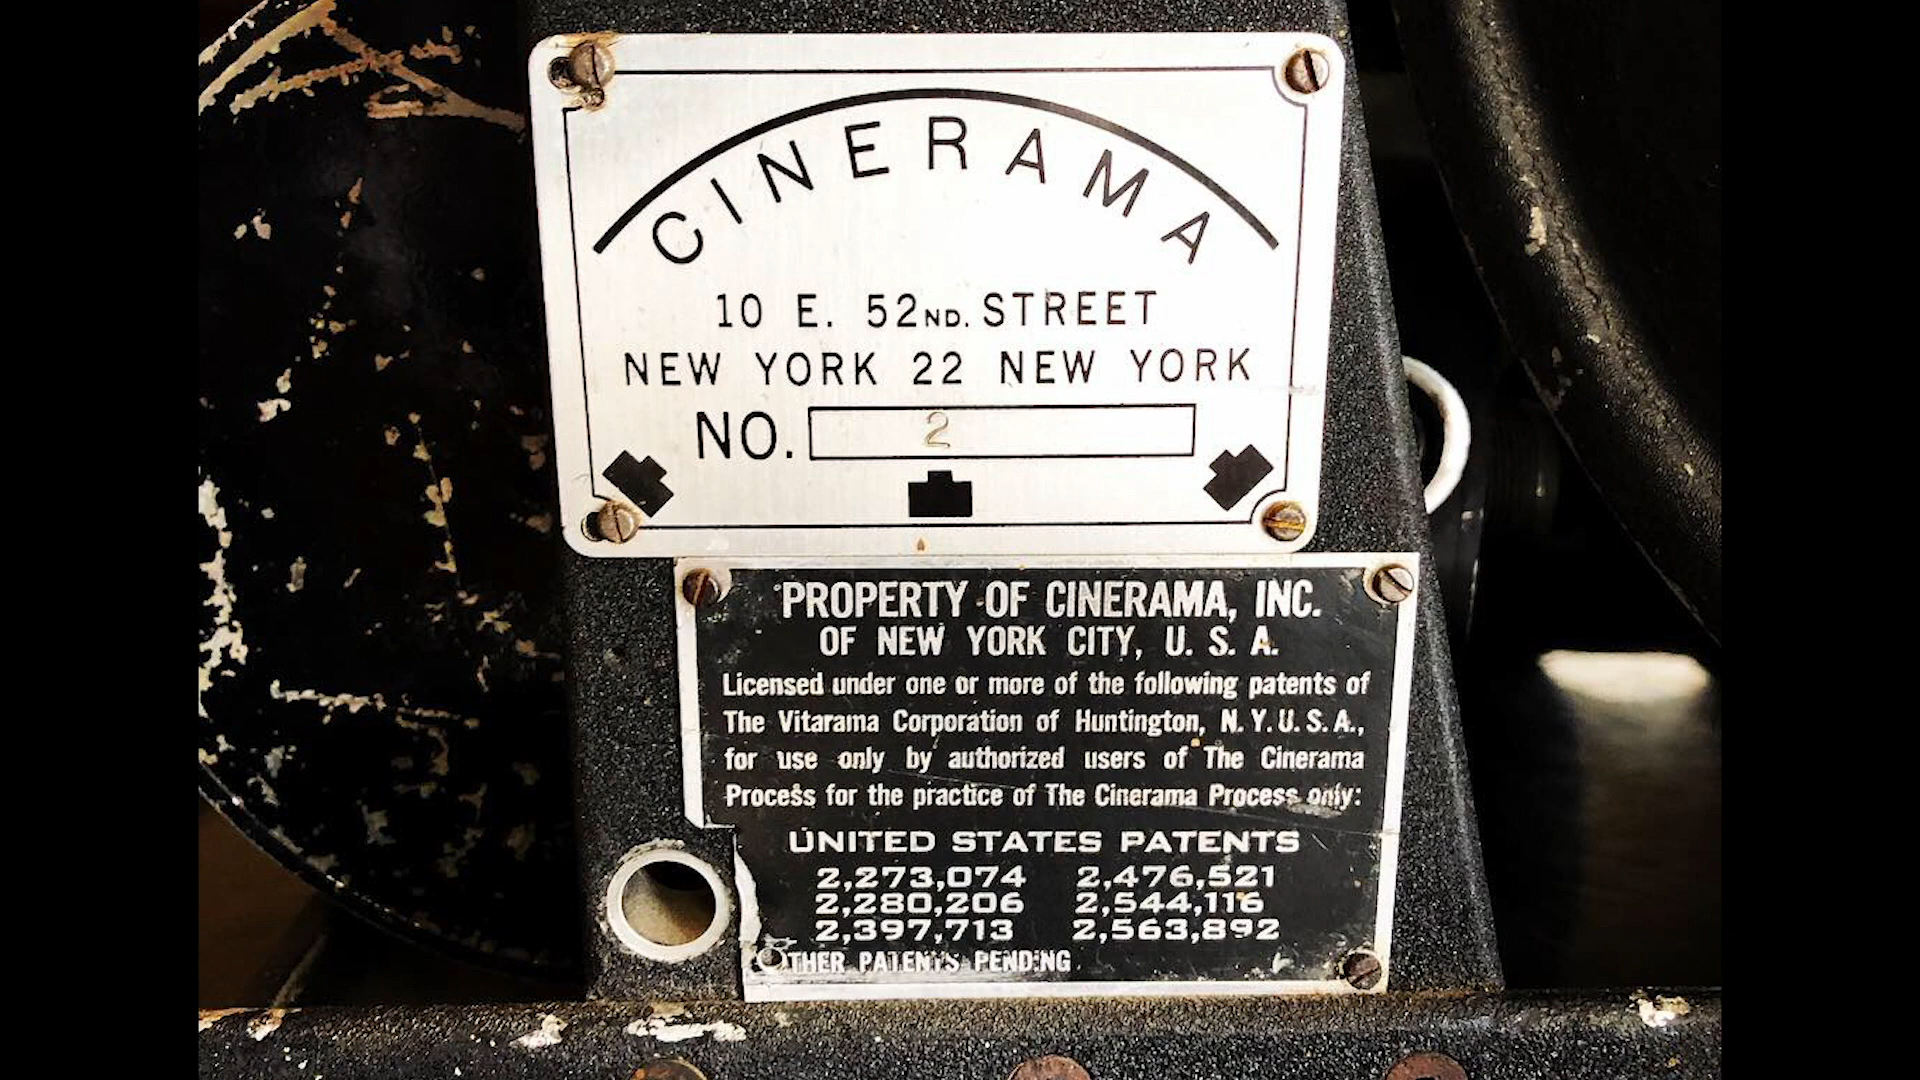 CINERAMA
10 E. 52ND. STREET
NEW YORK 22 NEW YORK
NO. 2
PROPERTY OF CINERAMA, INC.
OF NEW YORK CITY, U. S. A.
Licensed under one or more of the following patents of
The Vitarama Corporation of Huntington, N. Y. U. S. A.,
for use only by authorized users of The Cinerama
Process for the practice of The Cinerama Process only:
UNITED STATES PATENTS
2,273,074 2,476,521
2,280,206 2,544,116
2,397,713 2,563,892
OTHER PATENTS PENDING